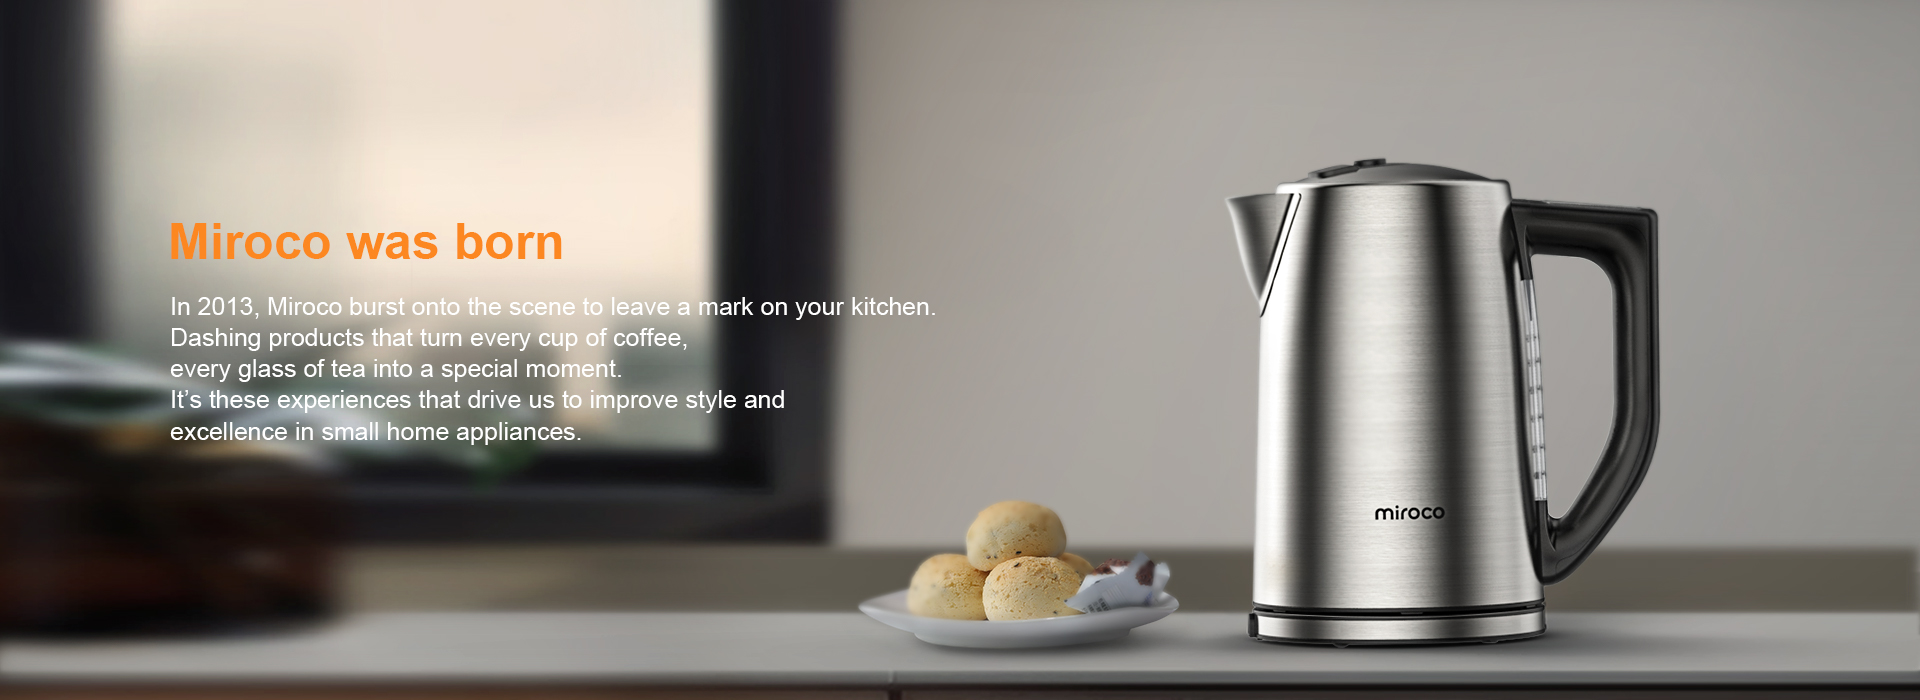 Miroco was born
In 2013, Miroco burst onto the scene to leave a mark on your kitchen.
Dashing products that turn every cup of coffee,
every glass of tea into a special moment.
It’s these experiences that drive us to improve style and
excellence in small home appliances.
miroco